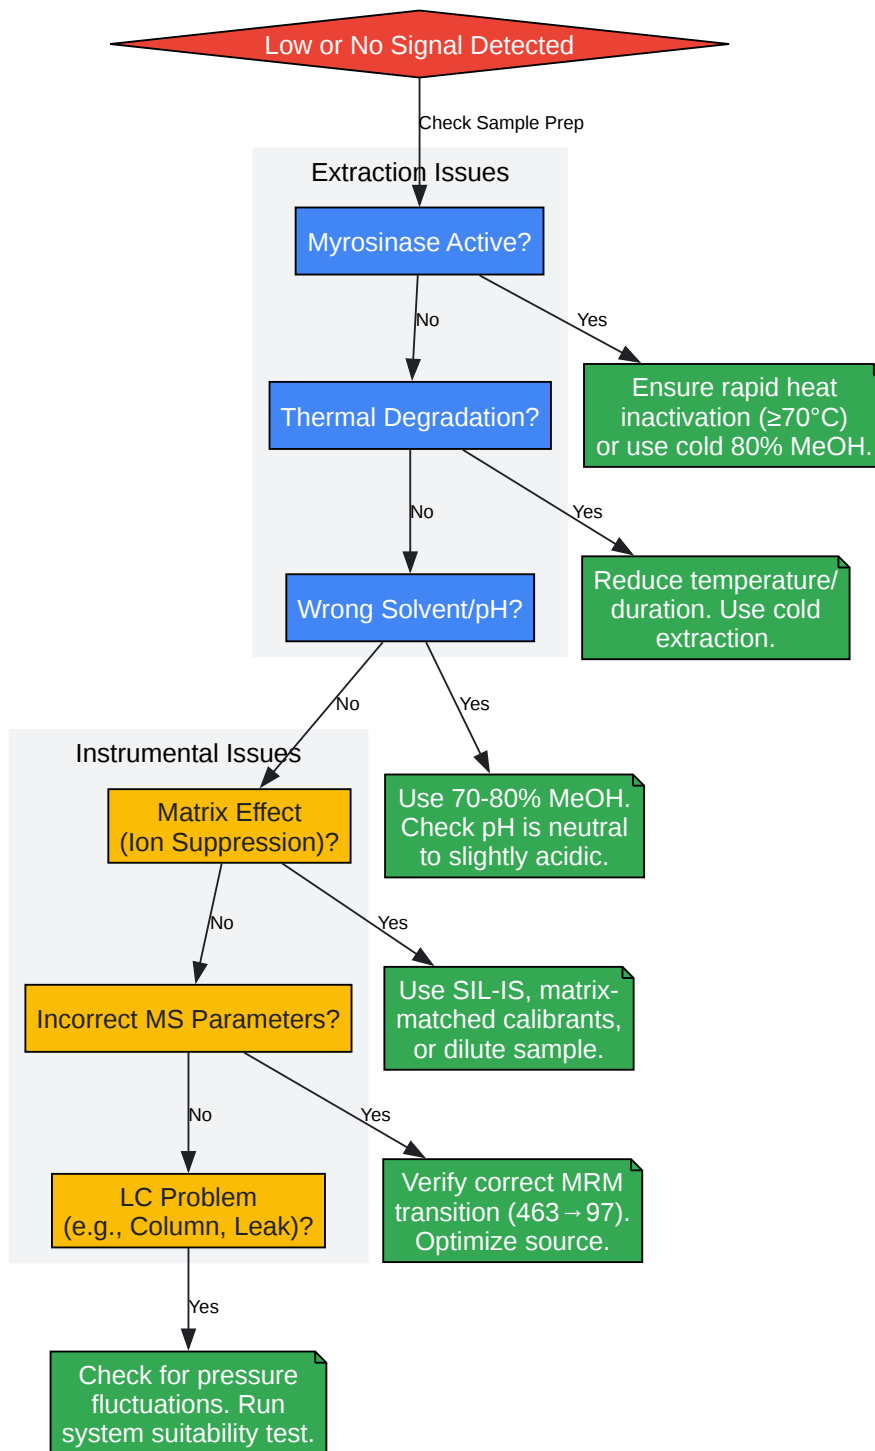 Low or No Signal Detected
Check Sample Prep
Extraction Issues
Myrosinase Active?
No
Yes
Ensure rapid heat
inactivation (≥70°C)
or use cold 80% MeOH.
Thermal Degradation?
No
Yes
Reduce temperature/
duration. Use cold
extraction.
Wrong Solvent/pH?
No
Yes
Use 70-80% MeOH.
Check pH is neutral
to slightly acidic.
Instrumental Issues
Matrix Effect
(Ion Suppression)?
No
Yes
Use SIL-IS, matrix-
matched calibrants,
or dilute sample.
Incorrect MS Parameters?
No
Yes
Verify correct MRM
transition (463→97).
Optimize source.
LC Problem
(e.g., Column, Leak)?
Yes
Check for pressure
fluctuations. Run
system suitability test.